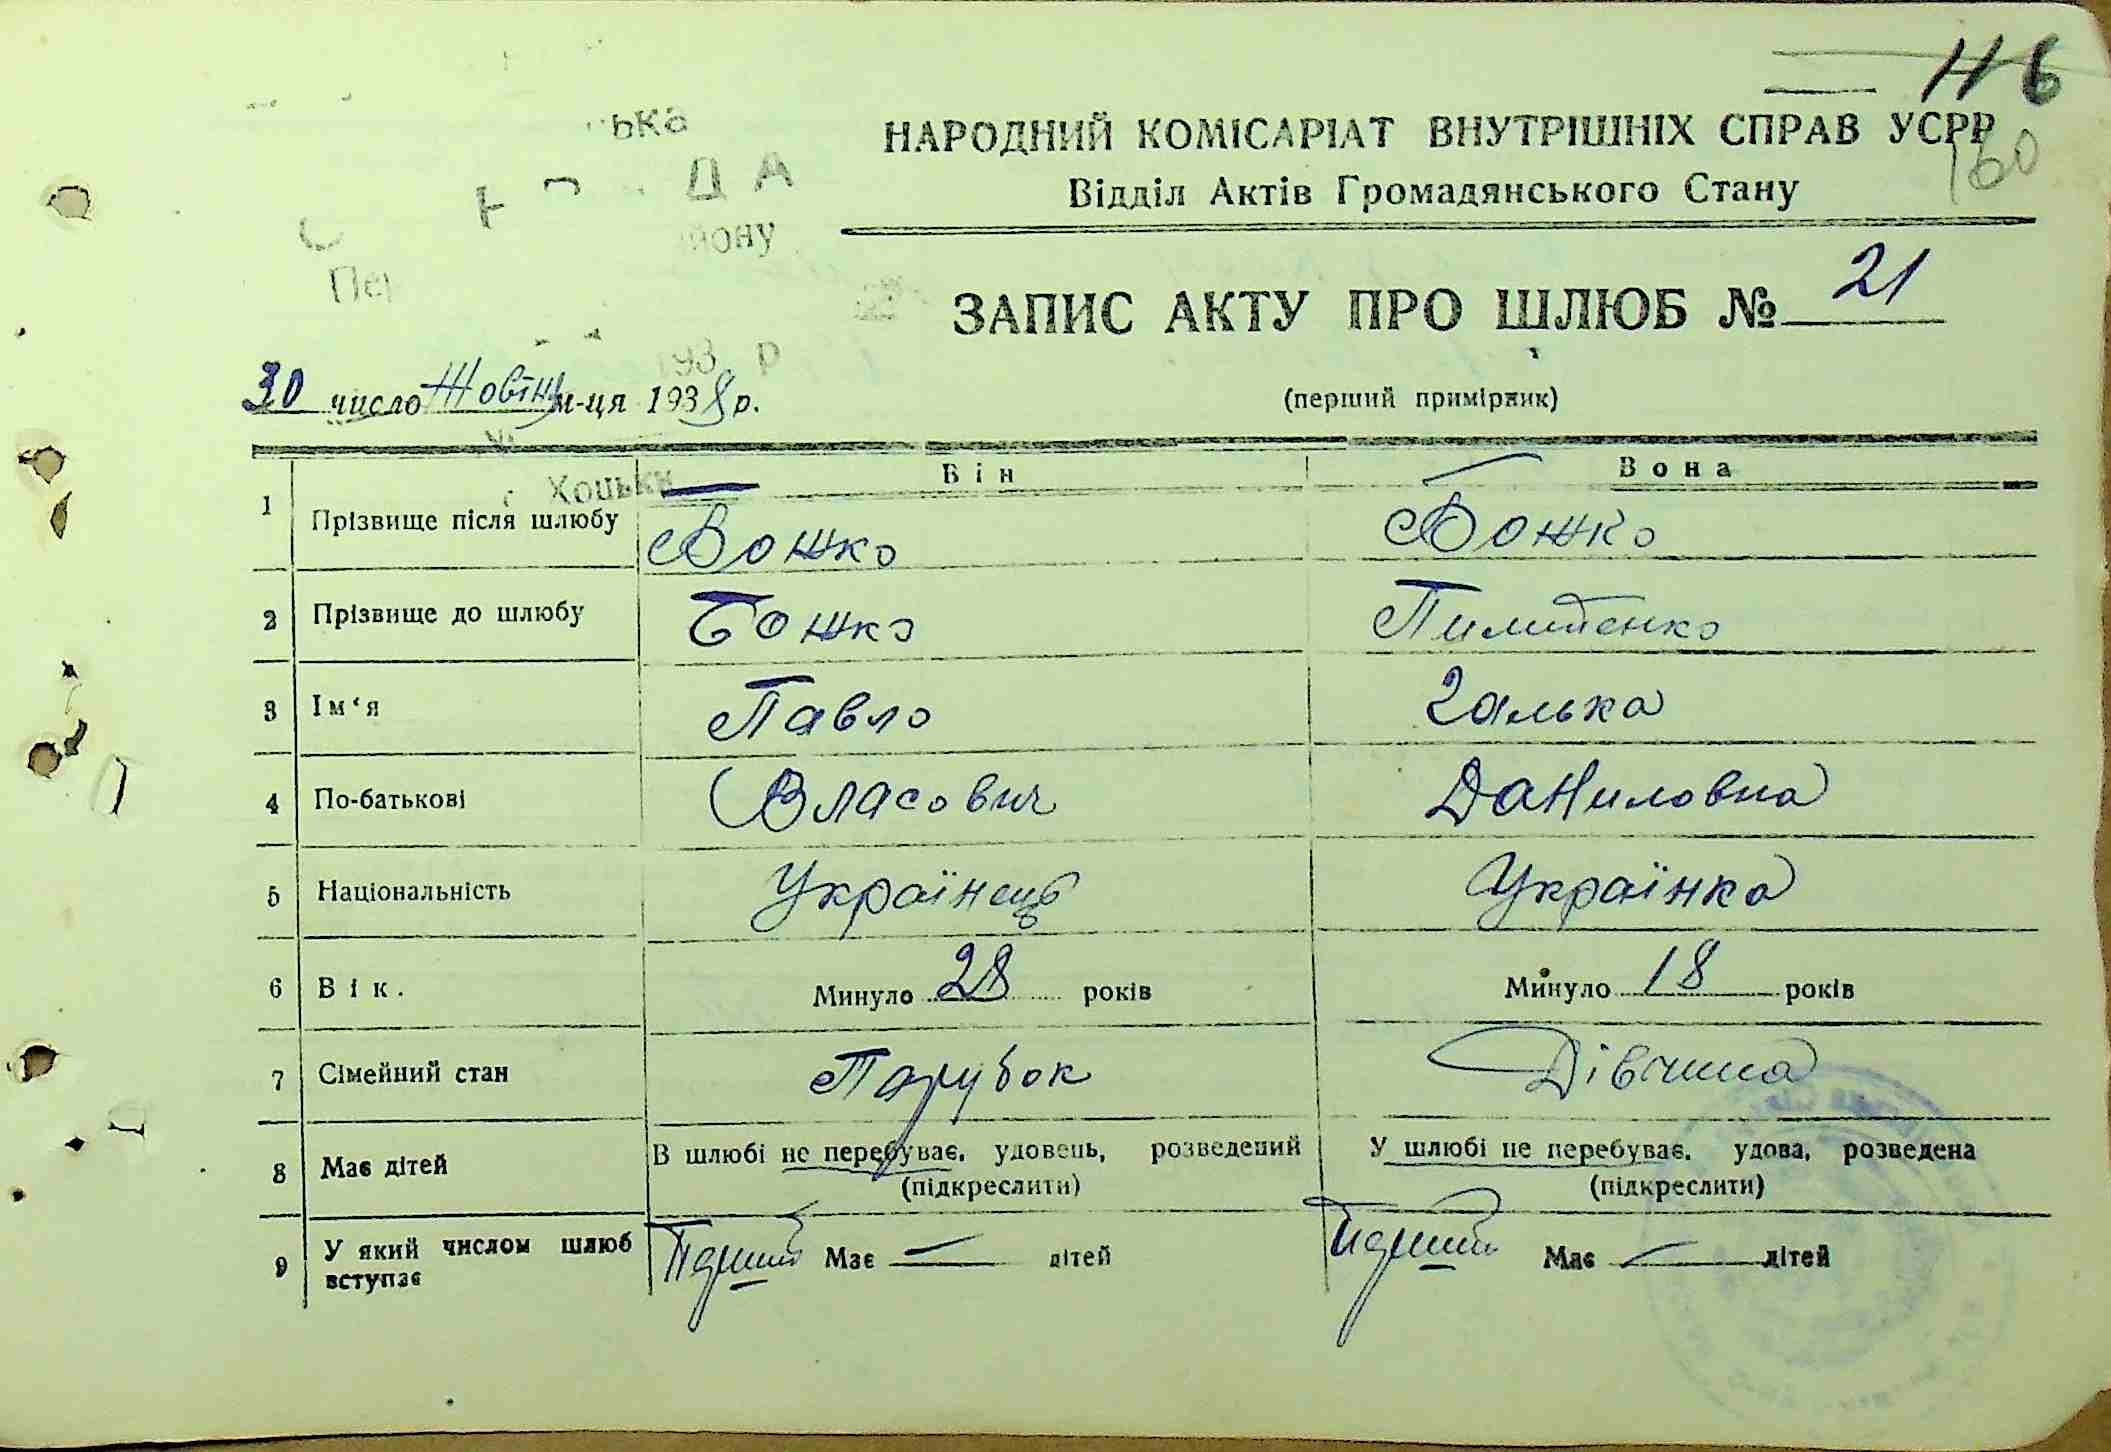 116
160
НАРОДНИЙ КОМІСАРІАТ ВНУТРІШНІХ СПРАВ УСРР
Відділ Актів Громадянського Стану
ЗАПИС АКТУ ПРО ШЛЮБ № 21
(перший примірник)
30 число Жовтня м-ця 1938 р.
Він Вона
1 Прізвище після шлюбу Божко Божко
2 Прізвище до шлюбу Божко
3 Ім‘я Павло Галька
4 По-батькові Власович Даниловна
5 Національність Українець Українка
6 Вік. Минуло 28 років Минуло 18 років
7 Сімейний стан Парубок Дівчина
8 Має дітей В шлюбі не перебуває, удовець, розведений У шлюбі не перебуває, удова, розведена
(підкреслити) (підкреслити)
9 У який числом шлюб вступає Перший Має — дітей Перший Має — дітей
с Хоцьки